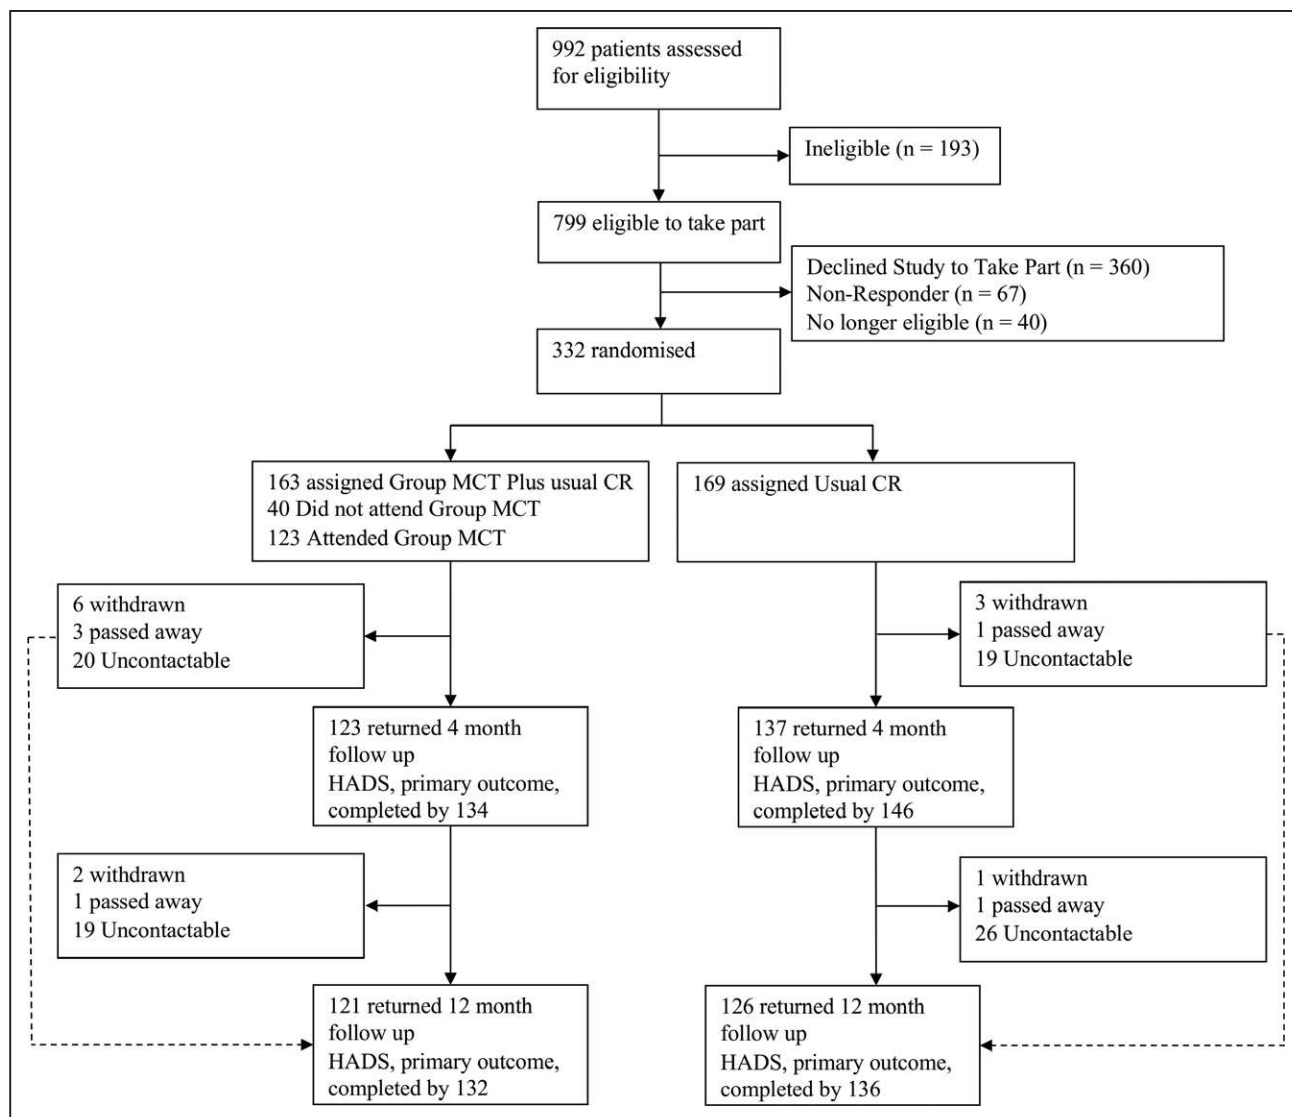 992 patients assessed
for eligibility
Ineligible (n = 193)
799 eligible to take part
Declined Study to Take Part (n = 360)
Non-Responder (n = 67)
No longer eligible (n = 40)
332 randomised
163 assigned Group MCT Plus usual CR
40 Did not attend Group MCT
123 Attended Group MCT
169 assigned Usual CR
6 withdrawn
3 passed away
20 Uncontactable
3 withdrawn
1 passed away
19 Uncontactable
123 returned 4 month
follow up
HADS, primary outcome,
completed by 134
137 returned 4 month
follow up
HADS, primary outcome,
completed by 146
2 withdrawn
1 passed away
19 Uncontactable
1 withdrawn
1 passed away
26 Uncontactable
121 returned 12 month
follow up
HADS, primary outcome,
completed by 132
126 returned 12 month
follow up
HADS, primary outcome,
completed by 136